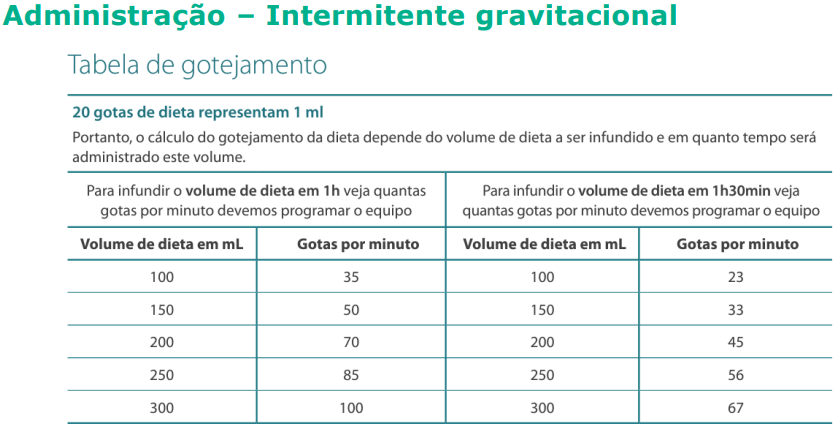 Administração – Intermitente gravitacional
Tabela de gotejamento
20 gotas de dieta representam 1 ml
Portanto, o cálculo do gotejamento da dieta depende do volume de dieta a ser infundido e em quanto tempo será
administrado este volume.
Para infundir o volume de dieta em 1h veja quantas
gotas por minuto devemos programar o equipo
Para infundir o volume de dieta em 1h30min veja
quantas gotas por minuto devemos programar o equipo
Volume de dieta em mL Gotas por minuto Volume de dieta em mL Gotas por minuto
100 35 100 23
150 50 150 33
200 70 200 45
250 85 250 56
300 100 300 67